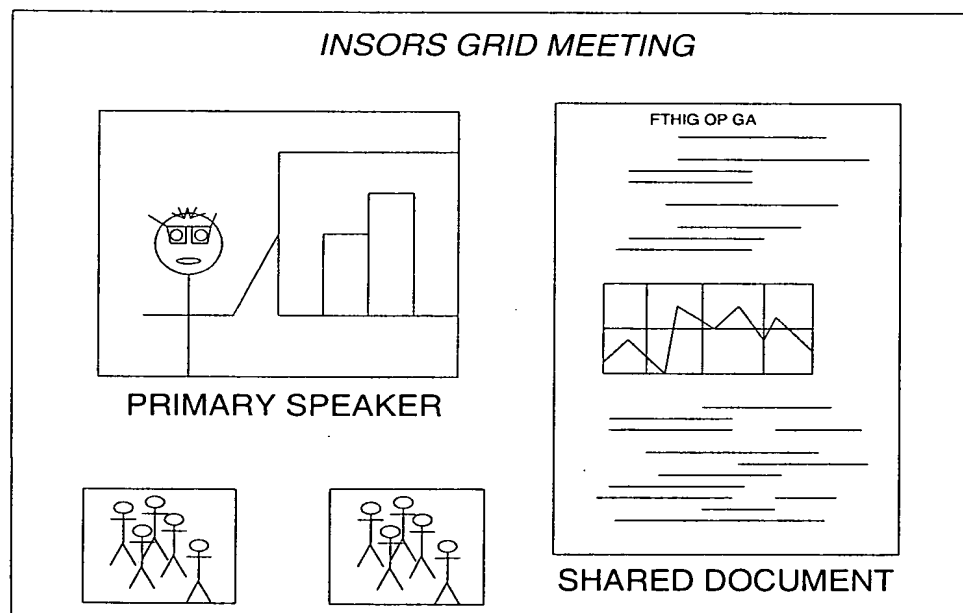 INSORS GRID MEETING
FTHIG OP GA
PRIMARY SPEAKER
SHARED DOCUMENT